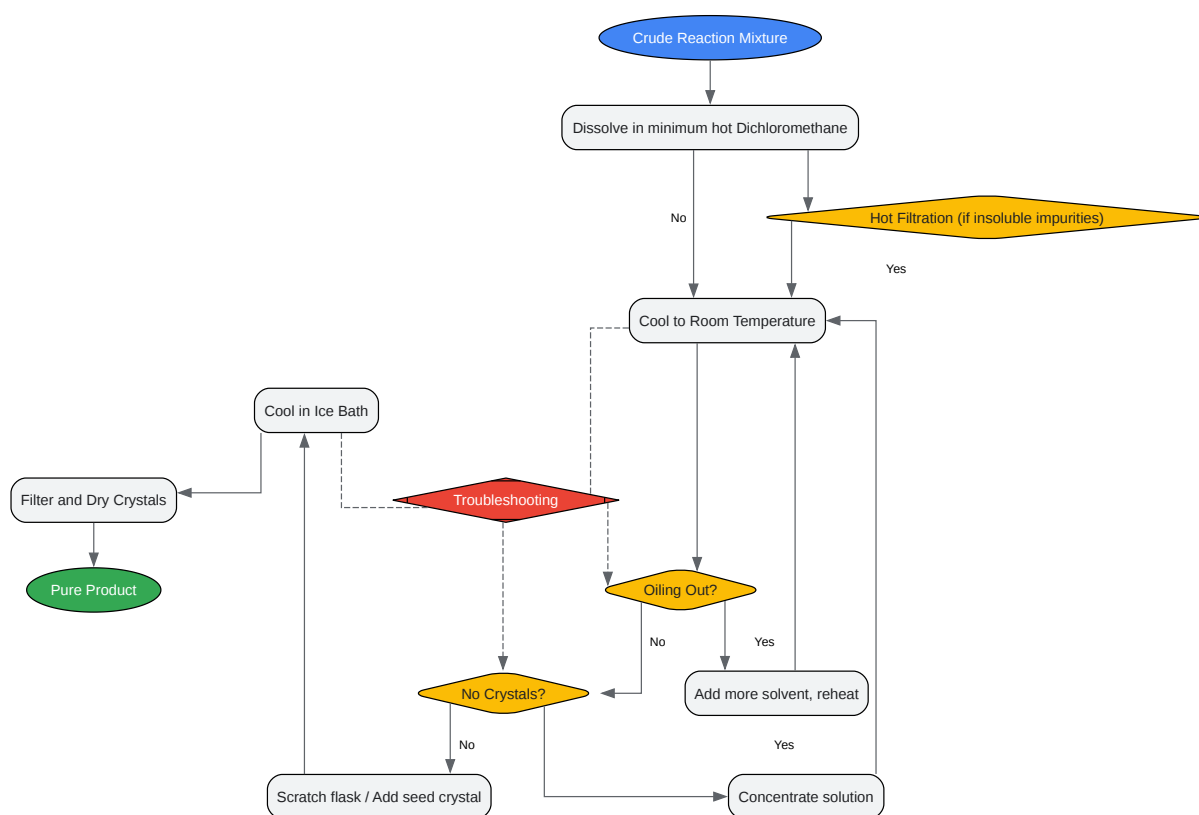 Crude Reaction Mixture
Dissolve in minimum hot Dichloromethane
No
Hot Filtration (if insoluble impurities)
Yes
Cool to Room Temperature
Cool in Ice Bath
Filter and Dry Crystals
Troubleshooting
Pure Product
Oiling Out?
No
Yes
No Crystals?
Add more solvent, reheat
No
Yes
Scratch flask / Add seed crystal
Concentrate solution